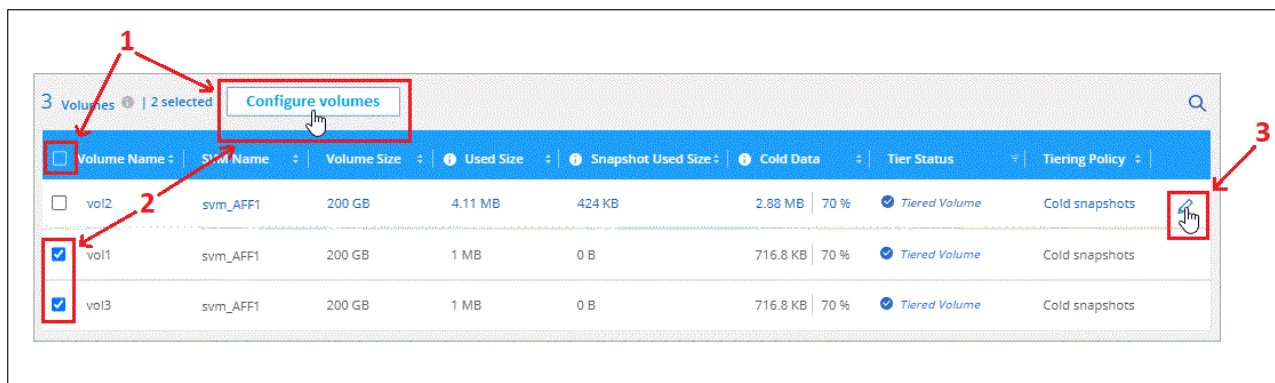 1
3 Volumes | 2 selected Configure volumes
3
Volume Name SVM Name Volume Size Used Size Snapshot Used Size Cold Data Tier Status Tiering Policy
2
vol2 svm_AFF1 200 GB 4.11 MB 424 KB 2.88 MB 70 % Tiered Volume Cold snapshots
vol1 svm_AFF1 200 GB 1 MB 0 B 716.8 KB 70 % Tiered Volume Cold snapshots
vol3 svm_AFF1 200 GB 1 MB 0 B 716.8 KB 70 % Tiered Volume Cold snapshots